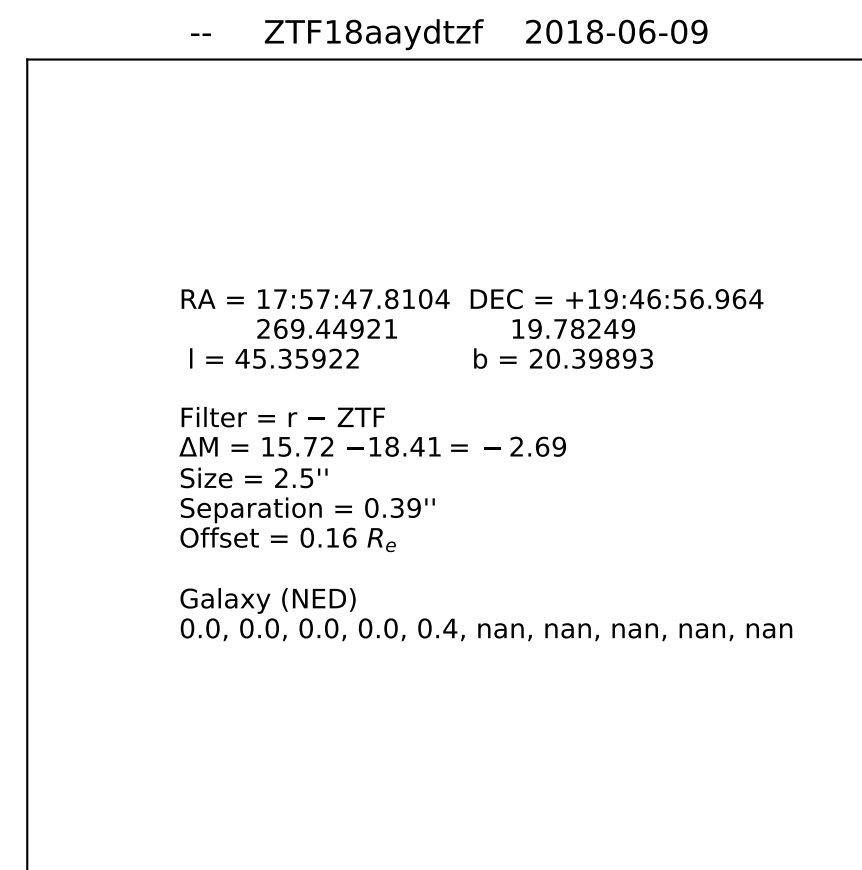 -- ZTF18aaydtzf 2018-06-09
RA = 17:57:47.8104 DEC = +19:46:56.964
269.44921 19.78249
l = 45.35922 b = 20.39893
Filter = r − ZTF
ΔM = 15.72 −18.41 = − 2.69
Size = 2.5''
Separation = 0.39''
Offset = 0.16 Re
Galaxy (NED)
0.0, 0.0, 0.0, 0.0, 0.4, nan, nan, nan, nan, nan